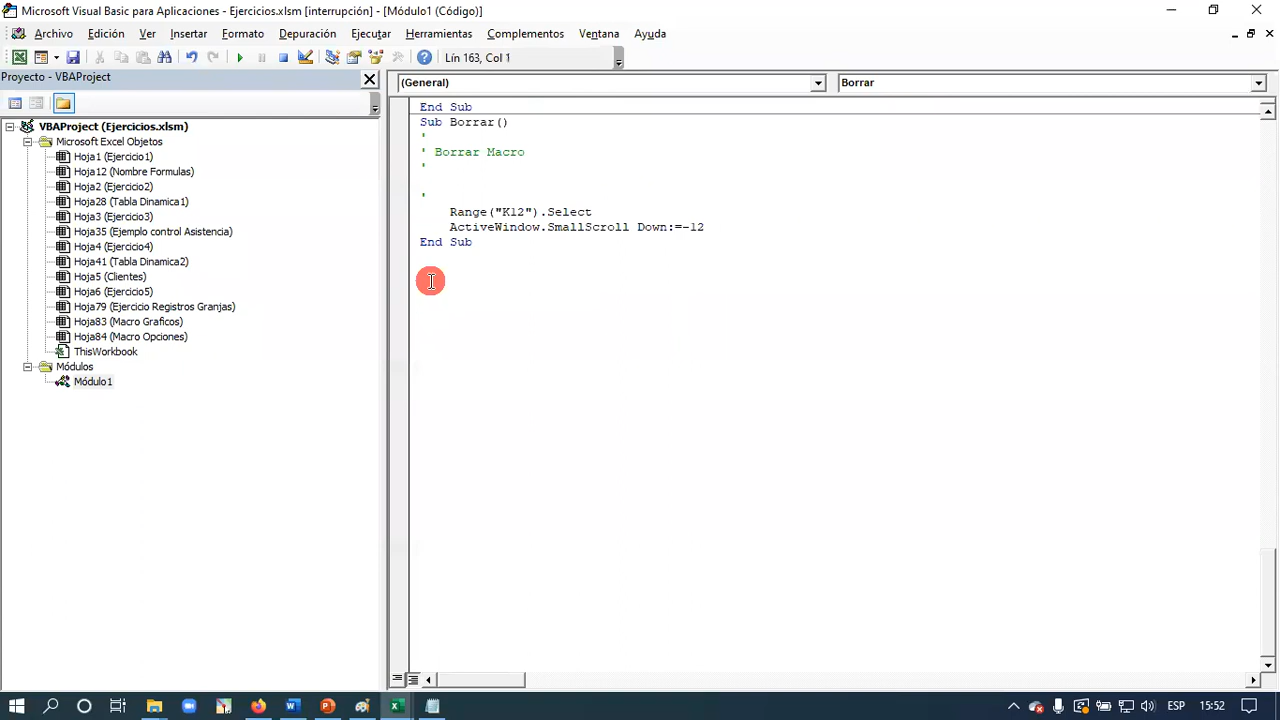 Microsoft Visual Basic para Aplicaciones - Ejercicios.xlsm [interrupción] - [Módulo1 (Código)]
Archivo Edición Ver Insertar Formato Depuración Ejecutar Herramientas Complementos Ventana Ayuda
Lín 163, Col 1
Proyecto - VBAProject
(General)
Borrar
VBAProject (Ejercicios.xlsm)
Microsoft Excel Objetos
Hoja1 (Ejercicio1)
Hoja12 (Nombre Formulas)
Hoja2 (Ejercicio2)
Hoja28 (Tabla Dinamica1)
Hoja3 (Ejercicio3)
Hoja35 (Ejemplo control Asistencia)
Hoja4 (Ejercicio4)
Hoja41 (Tabla Dinamica2)
Hoja5 (Clientes)
Hoja6 (Ejercicio5)
Hoja79 (Ejercicio Registros Granjas)
Hoja83 (Macro Graficos)
Hoja84 (Macro Opciones)
ThisWorkbook
Módulos
Módulo1
End Sub
Sub Borrar()
'
' Borrar Macro
'
'
Range("K12").Select
ActiveWindow.SmallScroll Down:=-12
End Sub
ESP 15:52